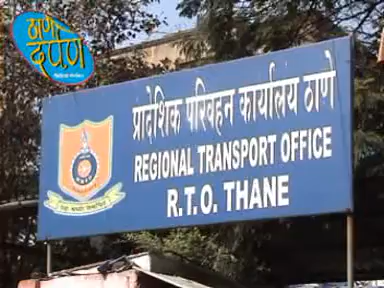 ठाणे
दर्पण
प्रादेशिक परिवहन कार्यालय ठाणे
REGIONAL TRANSPORT OFFICE
R.T.O. THANE